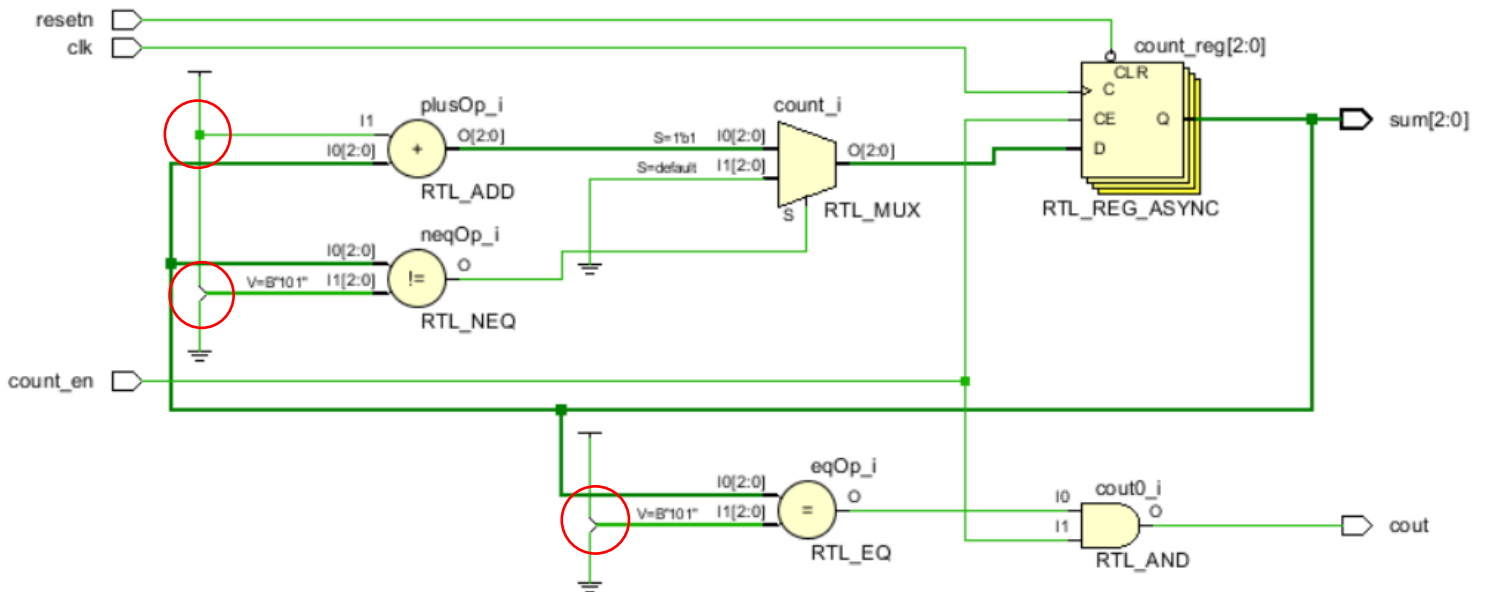 resetn
clk
count_reg[2:0]
CLR
C
CE
Q
D
RTL_REG_ASYNC
sum[2:0]
plusOp_i
I1
I0[2:0]
+
O[2:0]
RTL_ADD
count_i
S=1'b1
I0[2:0]
S=default
I1[2:0]
O[2:0]
S
RTL_MUX
neqOp_i
I0[2:0]
V=B"101"
I1[2:0]
!=
O
RTL_NEQ
count_en
eqOp_i
I0[2:0]
V=B"101"
I1[2:0]
=
O
RTL_EQ
cout0_i
I0
I1
O
RTL_AND
cout